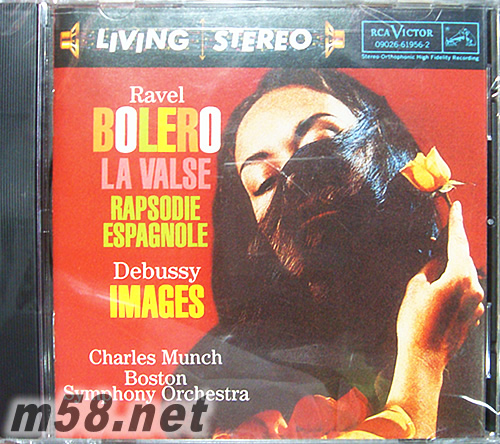 LIVING STEREO
RCA VICTOR
09026-61956-2
Stereo-Orthophonic High Fidelity Recording
Ravel
BOLERO
LA VALSE
RAPSODIE
ESPAGNOLE
Debussy
IMAGES
Charles Munch
Boston
Symphony Orchestra
m58.net